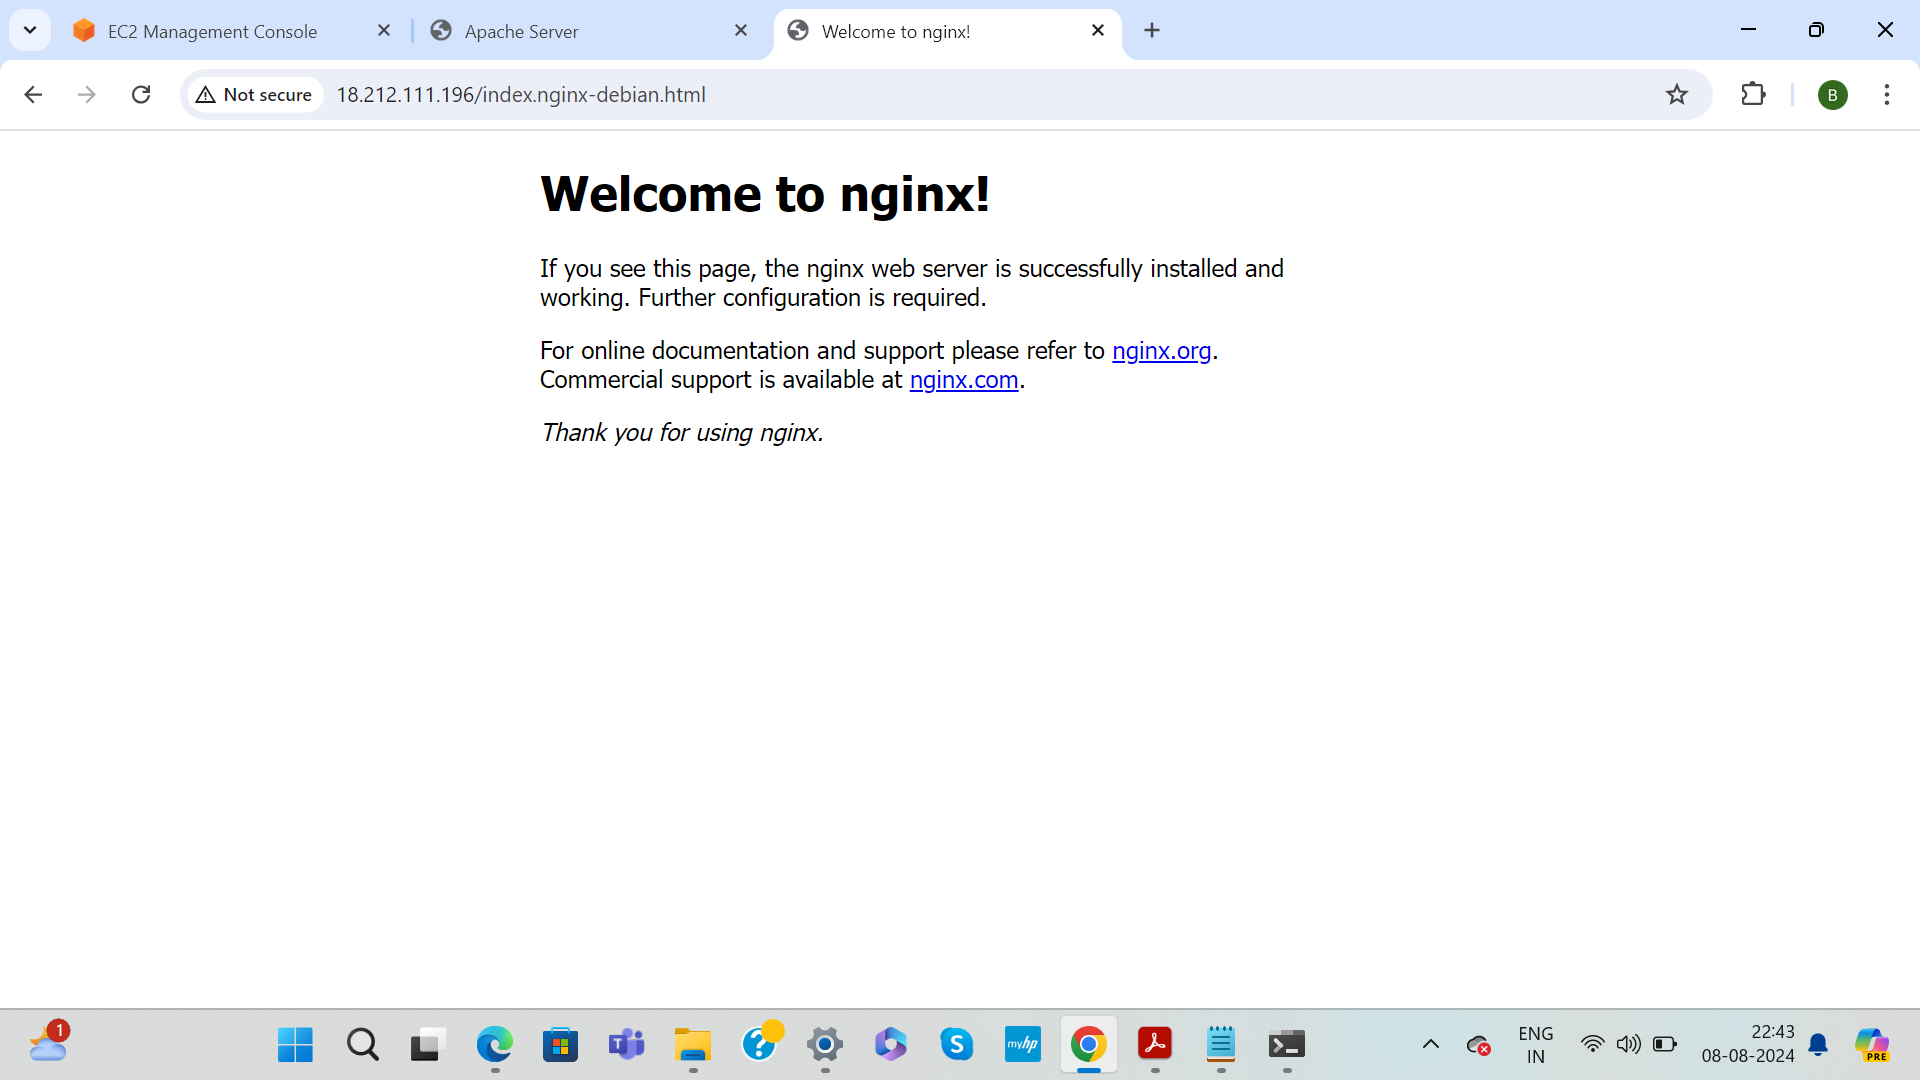 EC2 Management Console
Apache Server
Welcome to nginx!
Not secure
18.212.111.196/index.nginx-debian.html
B
Welcome to nginx!
If you see this page, the nginx web server is successfully installed and
working. Further configuration is required.
For online documentation and support please refer to nginx.org.
Commercial support is available at nginx.com.
Thank you for using nginx.
1
T
?
S
myhp
>_
ENG
IN
22:43
08-08-2024
PRE